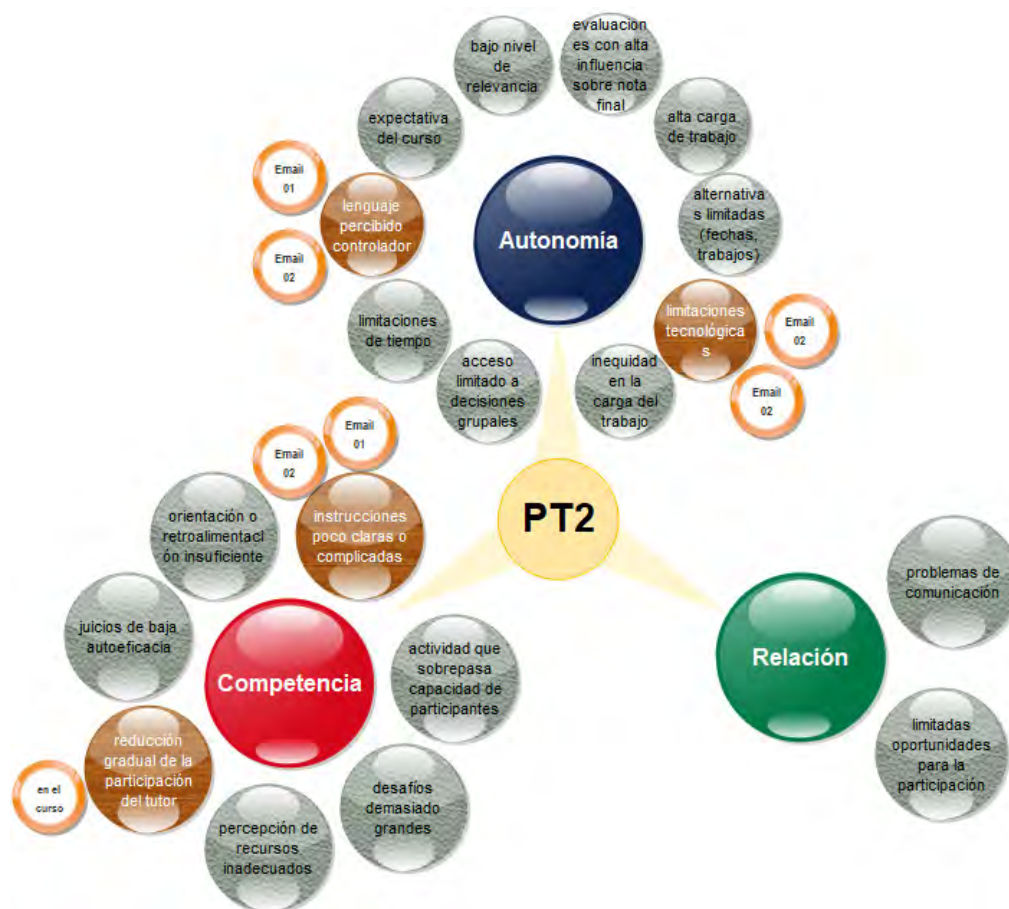 evaluacion
es con alta
influencia
sobre nota
final
bajo nivel
de
relevancia
expectativa
del curso
alta carga
de trabajo
Email
01
lenguaje
percibido
controlador
Email
02
alternativa
s limitadas
(fechas,
trabajos)
Autonomía
limitaciones
de tiempo
limitaciones
tecnológica
s
Email
02
Email
02
acceso
limitado a
decisiones
grupales
inequidad
en la
carga del
trabajo
PT2
Email
01
Email
02
instrucciones
poco claras o
complicadas
orientación o
retroalimentac
ión insuficiente
juicios de baja
autoeficacia
Competencia
actividad que
sobrepasa
capacidad de
participantes
reducción
gradual de la
participación
del tutor
en el
curso
percepción de
recursos
inadecuados
desafíos
demasiado
grandes
Relación
problemas de
comunicación
limitadas
oportunidades
para la
participación